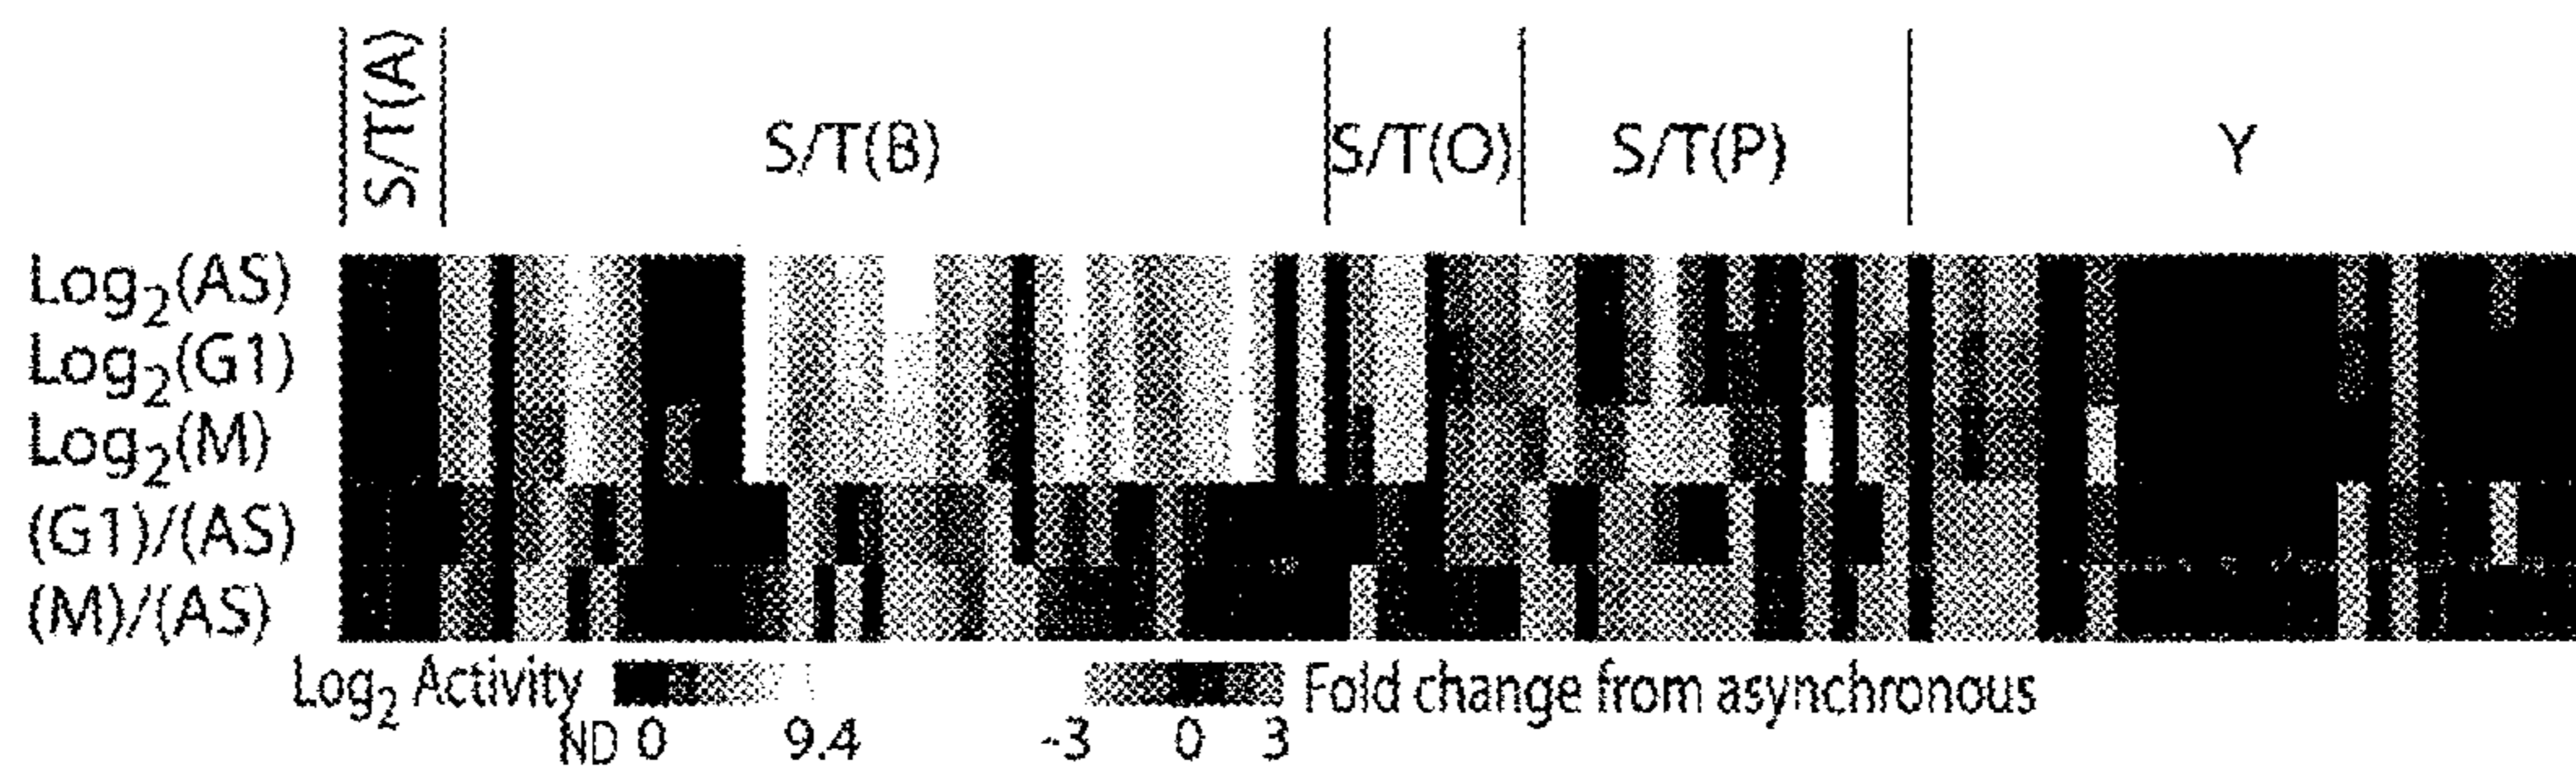 S/T(A)
S/T(B)
S/T(O)
S/T(P)
Y
Log2(AS)
Log2(G1)
Log2(M)
(G1)/(AS)
(M)/(AS)
Log2 Activity
ND 0 9.4
-3 0 3
Fold change from asynchronous